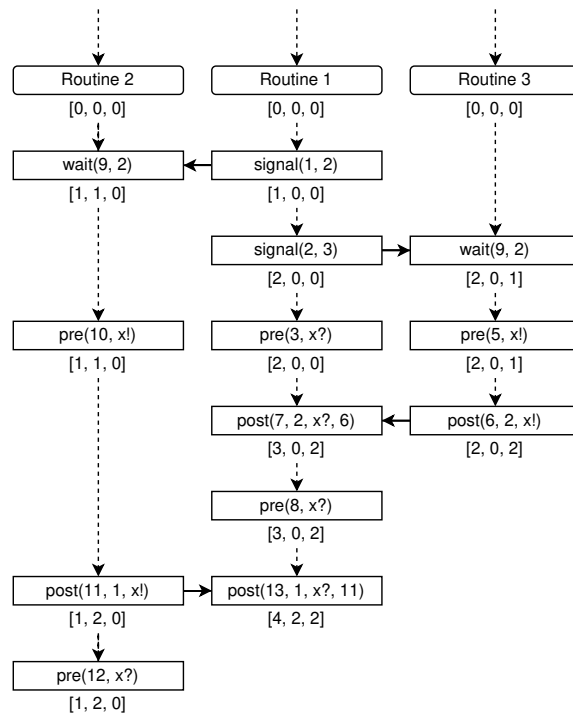 Routine 2
Routine 1
Routine 3
[0, 0, 0]
[0, 0, 0]
[0, 0, 0]
wait(9, 2)
signal(1, 2)
[1, 1, 0]
[1, 0, 0]
signal(2, 3)
wait(9, 2)
[2, 0, 0]
[2, 0, 1]
pre(10, x!)
pre(3, x?)
pre(5, x!)
[1, 1, 0]
[2, 0, 0]
[2, 0, 1]
post(7, 2, x?, 6)
post(6, 2, x!)
[3, 0, 2]
[2, 0, 2]
pre(8, x?)
[3, 0, 2]
post(11, 1, x!)
post(13, 1, x?, 11)
[1, 2, 0]
[4, 2, 2]
pre(12, x?)
[1, 2, 0]